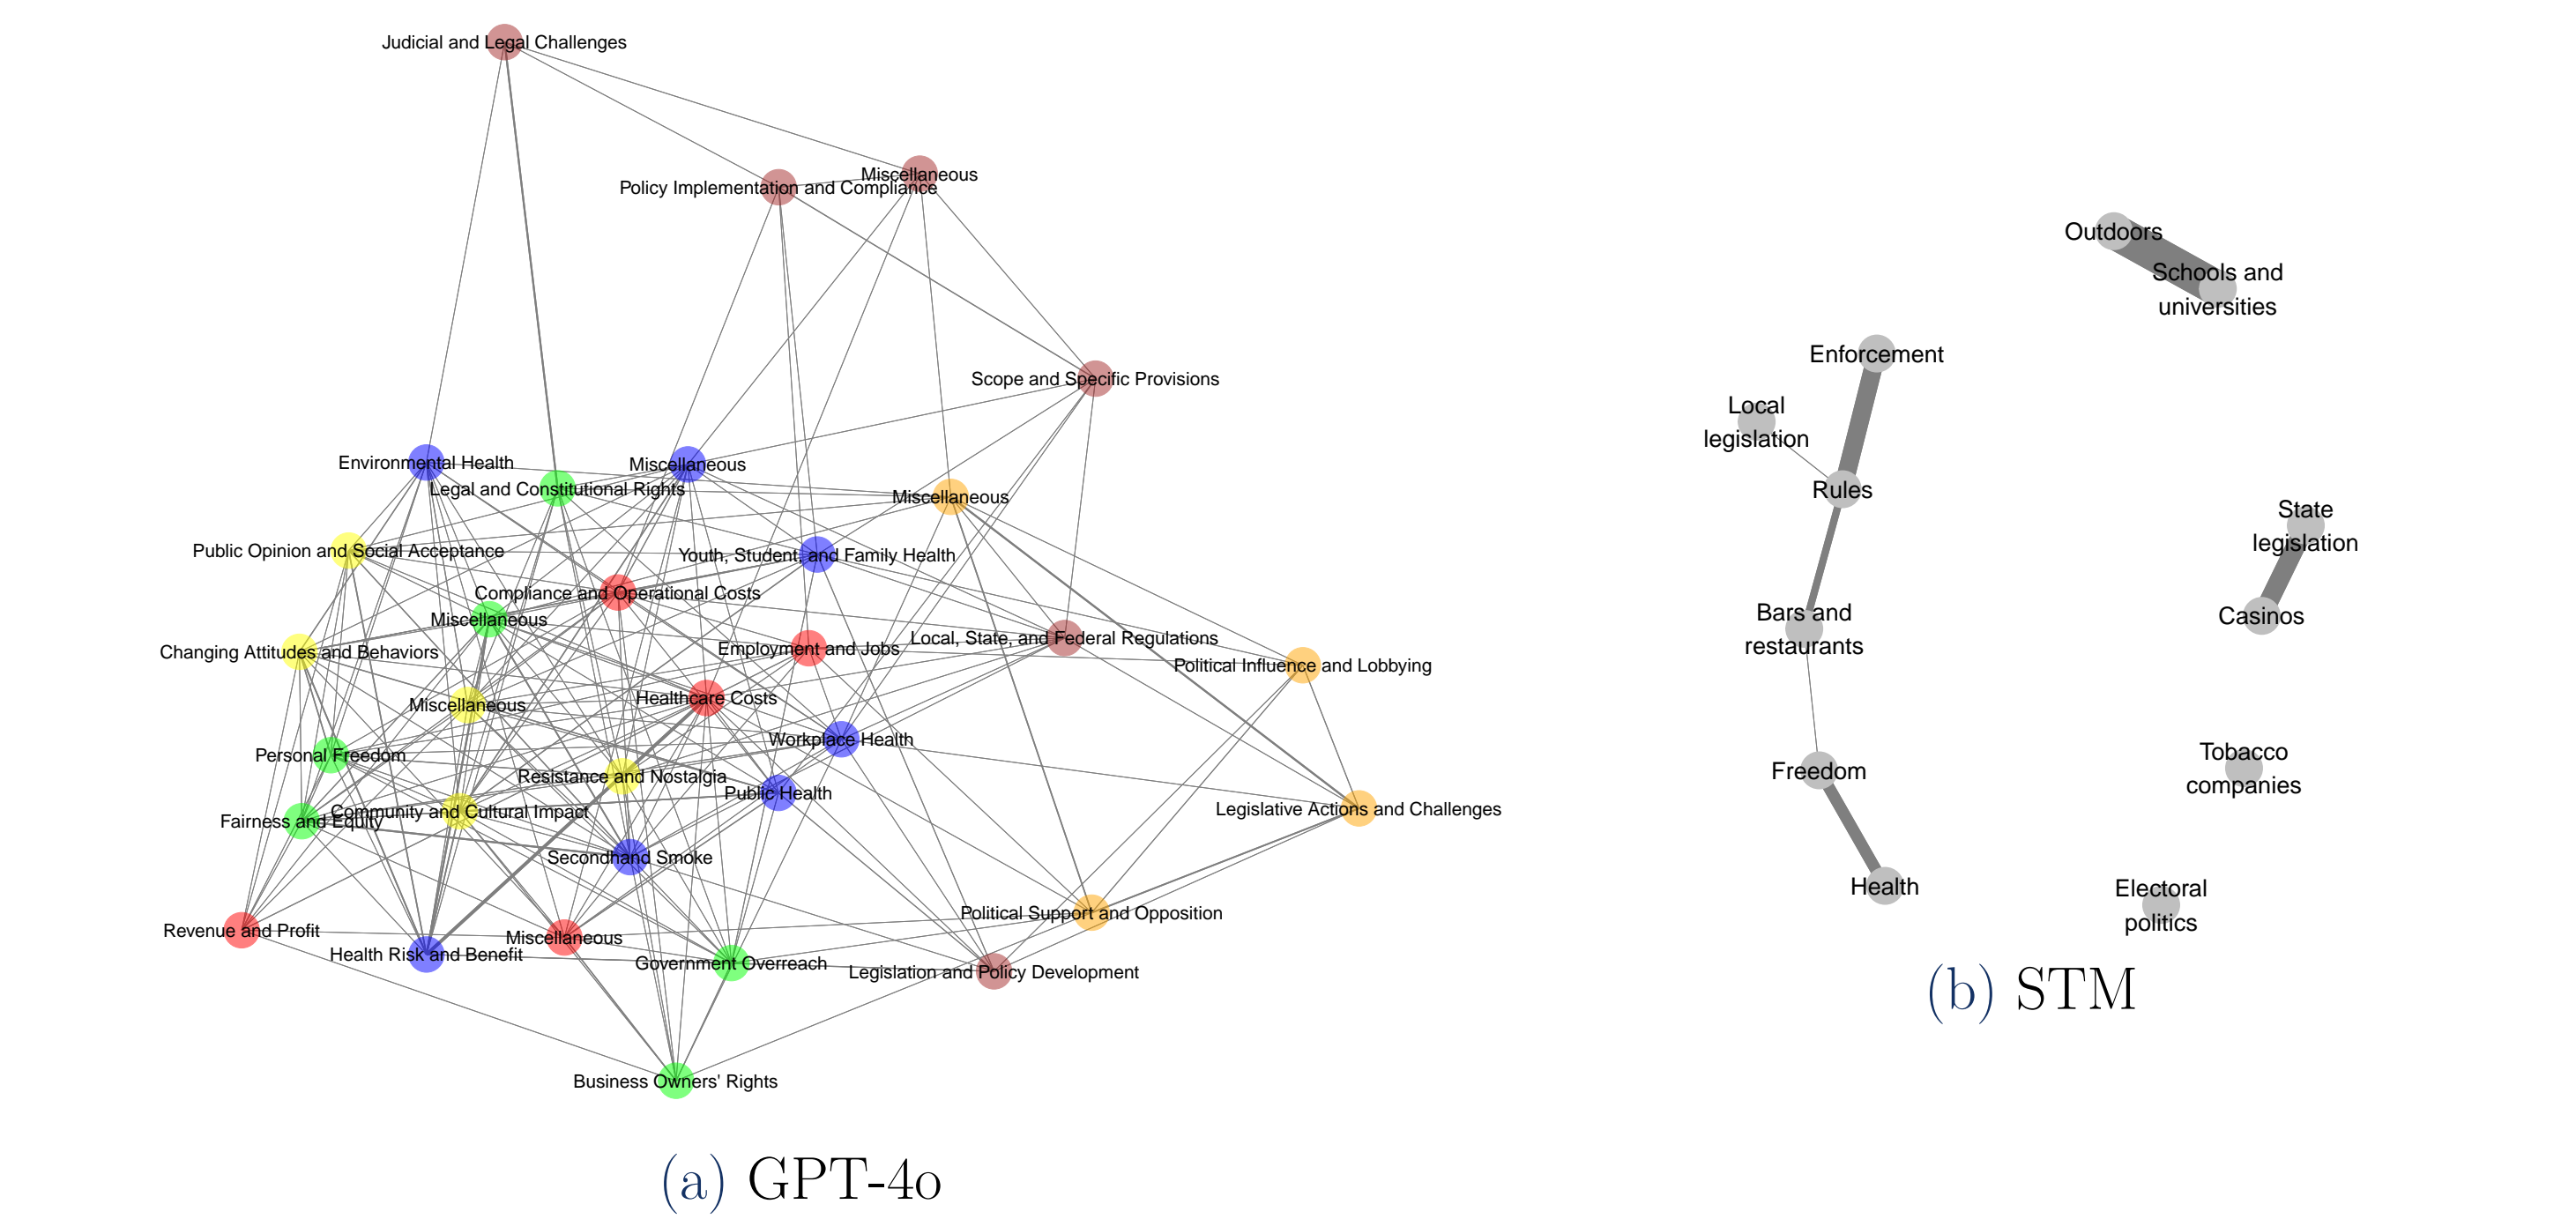 Judicial and Legal Challenges
Miscellaneous
Policy Implementation and Compliance
Scope and Specific Provisions
Environmental Health
Miscellaneous
Legal and Constitutional Rights
Miscellaneous
Public Opinion and Social Acceptance
Youth, Student, and Family Health
Compliance and Operational Costs
Miscellaneous
Local, State, and Federal Regulations
Employment and Jobs
Changing Attitudes and Behaviors
Political Influence and Lobbying
Healthcare Costs
Miscellaneous
Workplace Health
Personal Freedom
Resistance and Nostalgia
Public Health
Legislative Actions and Challenges
Community and Cultural Impact
Fairness and Equity
Secondhand Smoke
Political Support and Opposition
Revenue and Profit
Miscellaneous
Health Risk and Benefit
Government Overreach
Legislation and Policy Development
Business Owners' Rights
(a) GPT-4o
Outdoors
Schools and
universities
Enforcement
Local
legislation
Rules
State
legislation
Casinos
Bars and
restaurants
Freedom
Tobacco
companies
Health
Electoral
politics
(b) STM